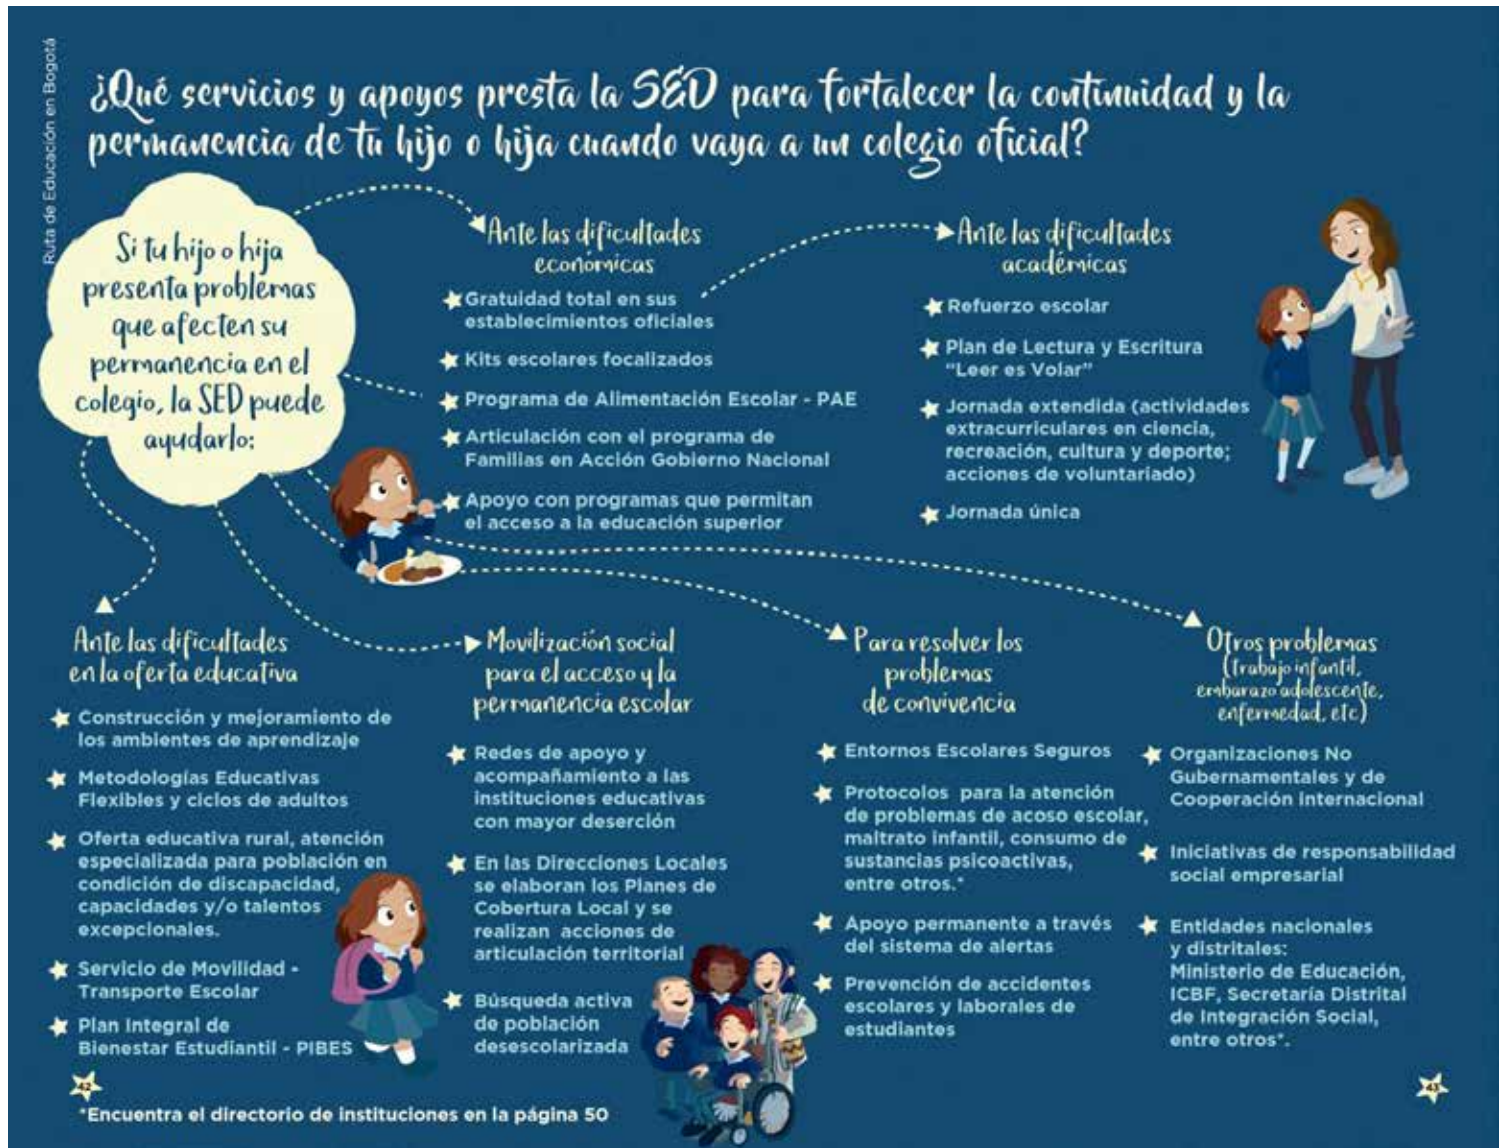 Ruta de Educación en Bogotá
¿Qué servicios y apoyos presta la SED para fortalecer la continuidad y la
permanencia de tu hijo o hija cuando vaya a un colegio oficial?
Si tu hijo o hija
presenta problemas
que afecten su
permanencia en el
colegio, la SED puede
ayudarlo:
Ante las dificultades
económicas
Gratuidad total en sus
establecimientos oficiales
Kits escolares focalizados
Programa de Alimentación Escolar - PAE
Articulación con el programa de
Familias en Acción Gobierno Nacional
Apoyo con programas que permitan
el acceso a la educación superior
Ante las dificultades
académicas
Refuerzo escolar
Plan de Lectura y Escritura
"Leer es Volar"
Jornada extendida (actividades
extracurriculares en ciencia,
recreación, cultura y deporte;
acciones de voluntariado)
Jornada única
Ante las dificultades
en la oferta educativa
Construcción y mejoramiento de
los ambientes de aprendizaje
Metodologías Educativas
Flexibles y ciclos de adultos
Oferta educativa rural, atención
especializada para población en
condición de discapacidad,
capacidades y/o talentos
excepcionales.
Servicio de Movilidad -
Transporte Escolar
Plan Integral de
Bienestar Estudiantil - PIBES
Movilización social
para el acceso y la
permanencia escolar
Redes de apoyo y
acompañamiento a las
instituciones educativas
con mayor deserción
En las Direcciones Locales
se elaboran los Planes de
Cobertura Local y se
realizan acciones de
articulación territorial
Búsqueda activa
de población
desescolarizada
Para resolver los
problemas
de convivencia
Entornos Escolares Seguros
Protocolos para la atención
de problemas de acoso escolar,
maltrato infantil, consumo de
sustancias psicoactivas,
entre otros.*
Apoyo permanente a través
del sistema de alertas
Prevención de accidentes
escolares y laborales de
estudiantes
Otros problemas
(trabajo infantil,
embarazo adolescente,
enfermedad, etc)
Organizaciones No
Gubernamentales y de
Cooperación Internacional
Iniciativas de responsabilidad
social empresarial
Entidades nacionales
y distritales:
Ministerio de Educación,
ICBF, Secretaría Distrital
de Integración Social,
entre otros*.
42
*Encuentra el directorio de instituciones en la página 50
43